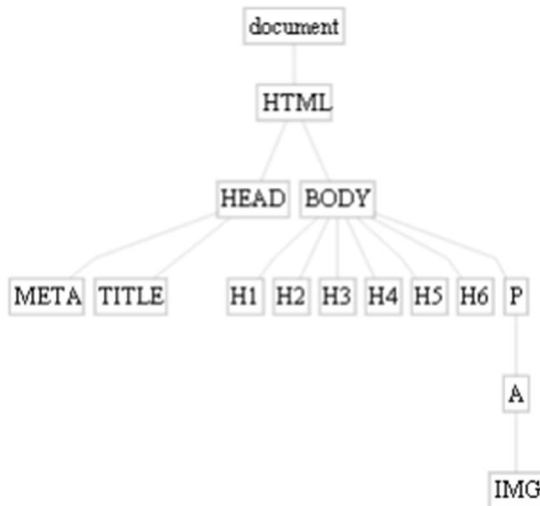 document
HTML
HEAD BODY
META TITLE H1 H2 H3 H4 H5 H6 P
A
IMG